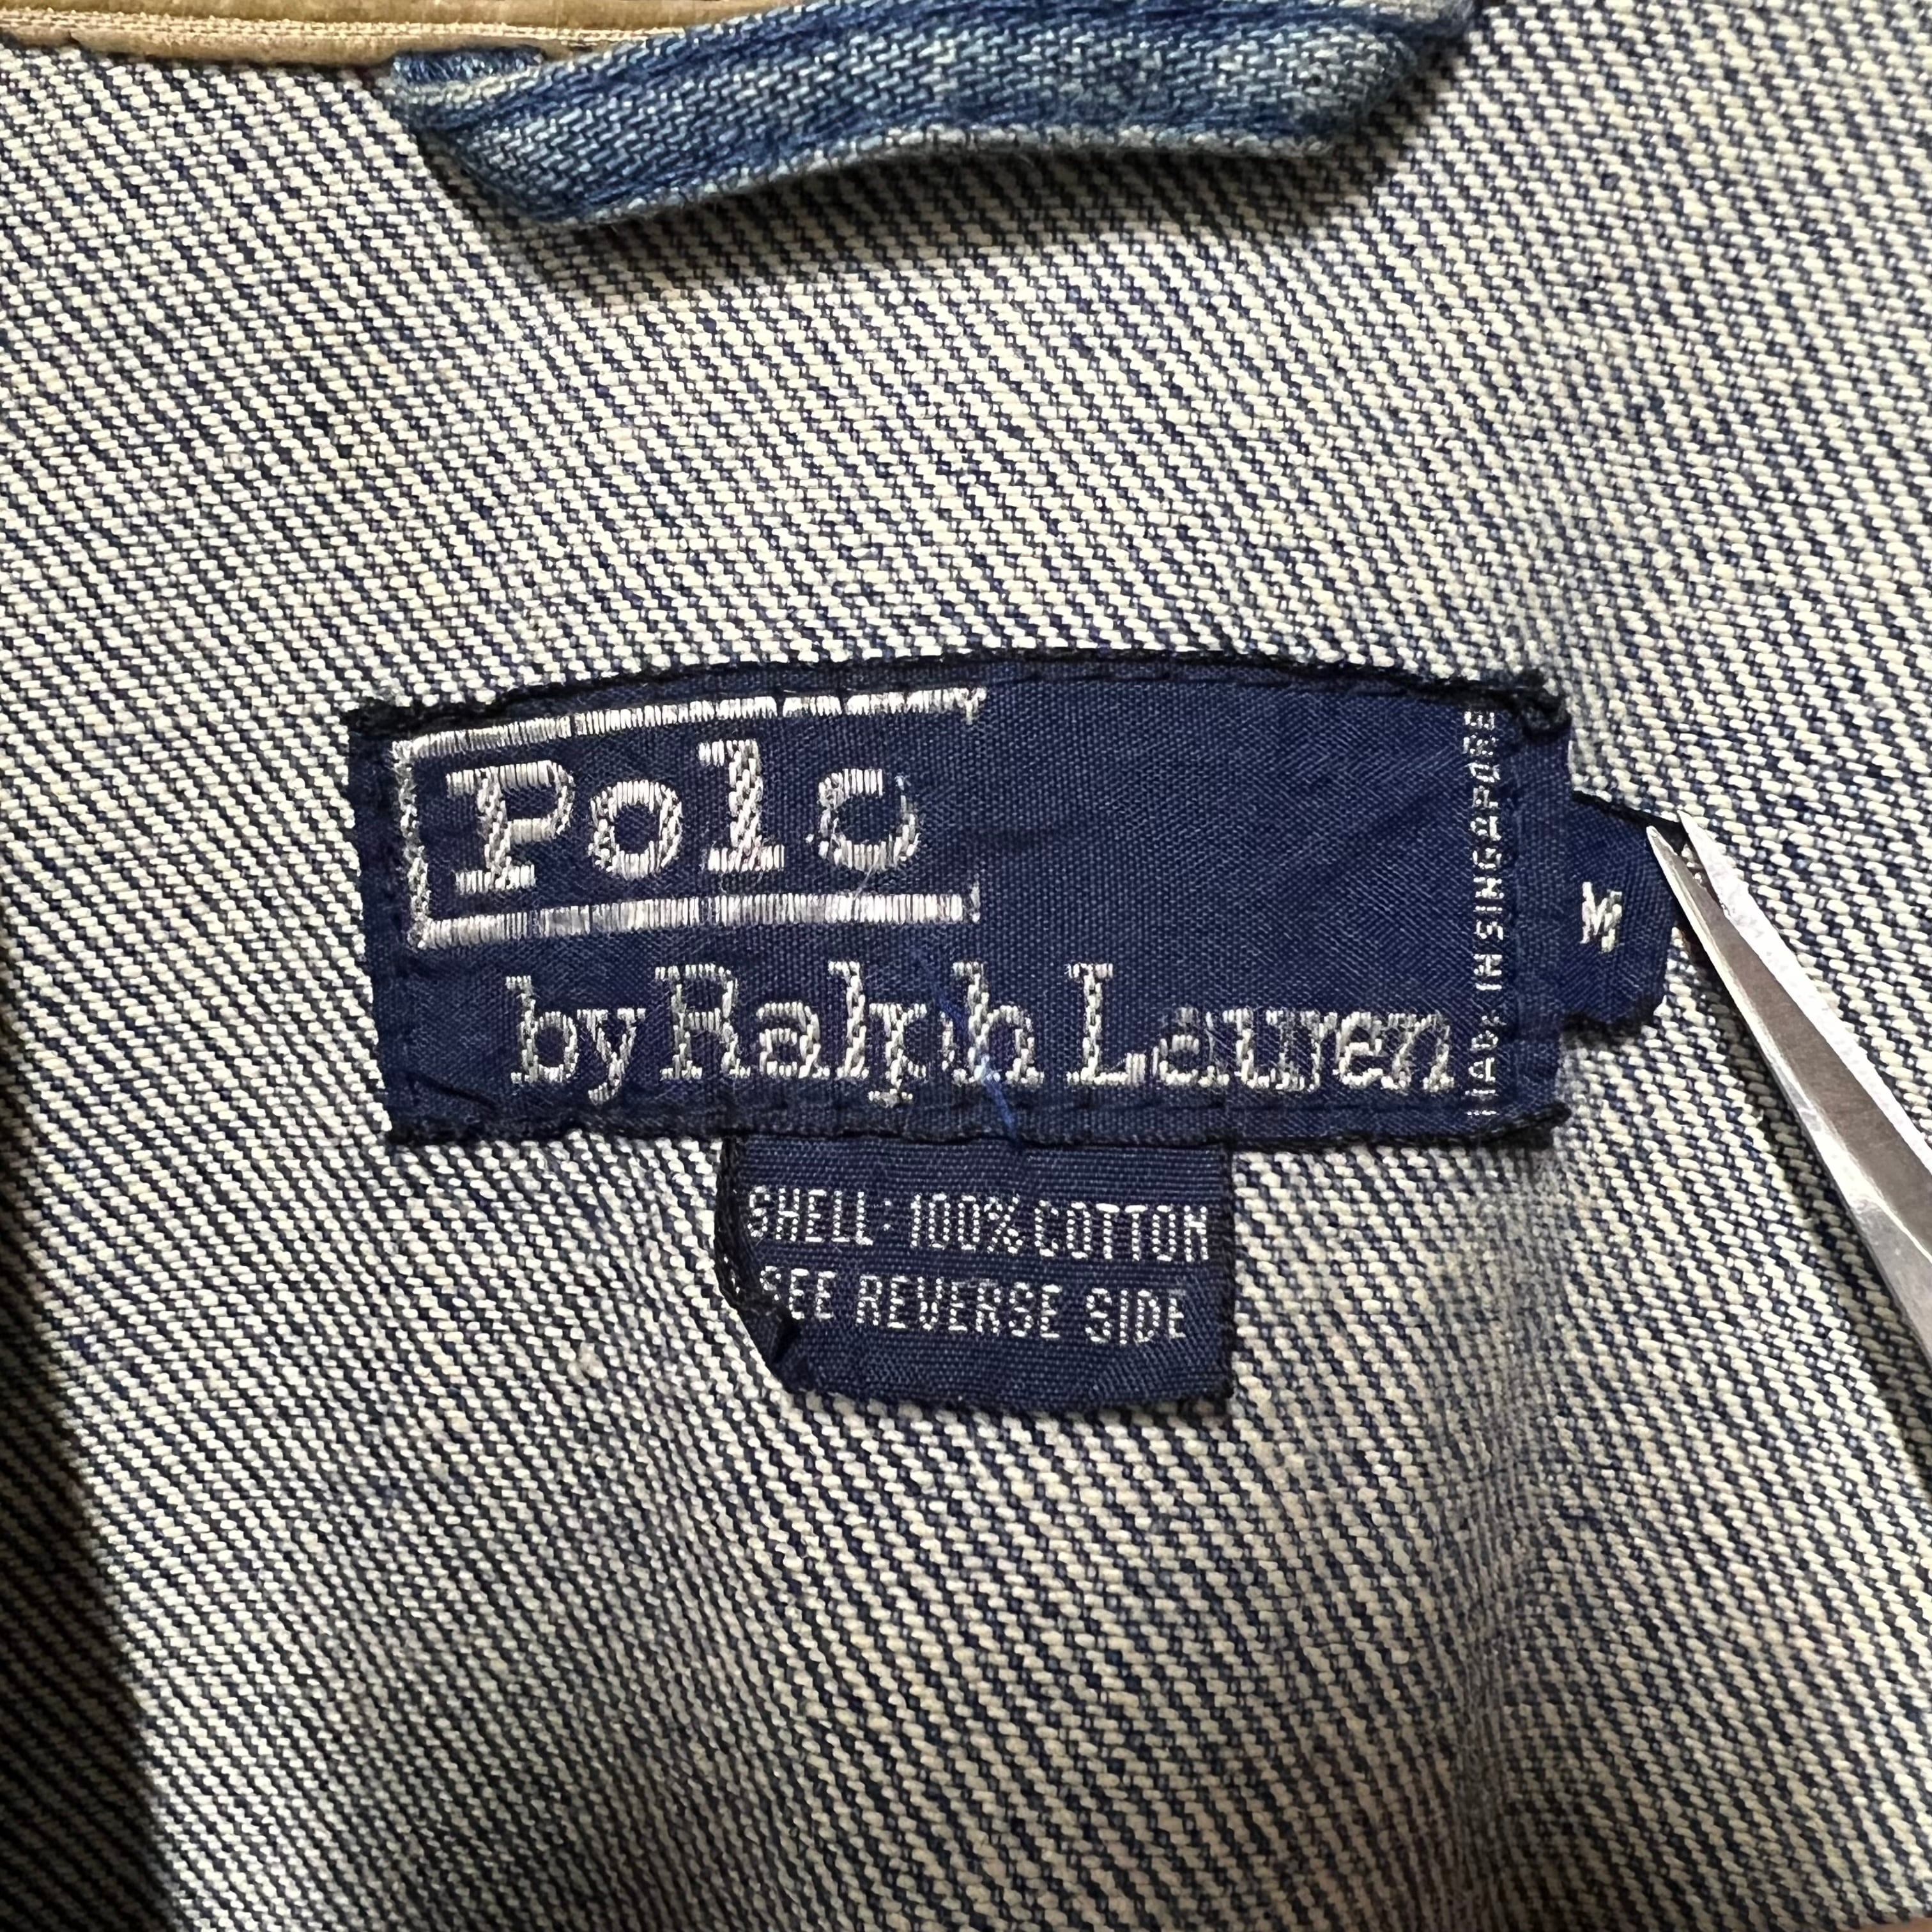 Polo
by Ralph Lauren
MADE IN SINGAPORE
M
SHELL: 100% COTTON
SEE REVERSE SIDE